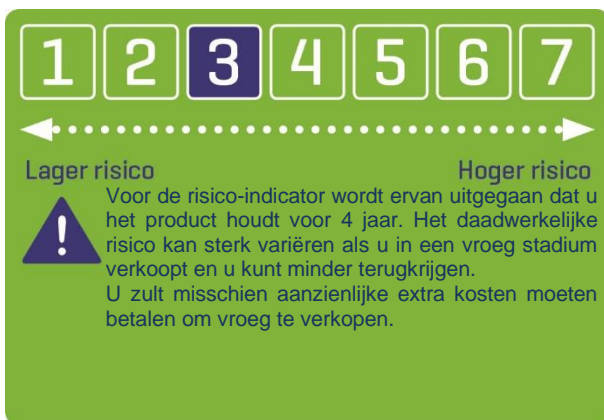 1 2 3 4 5 6 7
Lager risico Hoger risico
Voor de risico-indicator wordt ervan uitgegaan dat u
het product houdt voor 4 jaar. Het daadwerkelijke
risico kan sterk variëren als u in een vroeg stadium
verkoopt en u kunt minder terugkrijgen.
U zult misschien aanzienlijke extra kosten moeten
betalen om vroeg te verkopen.